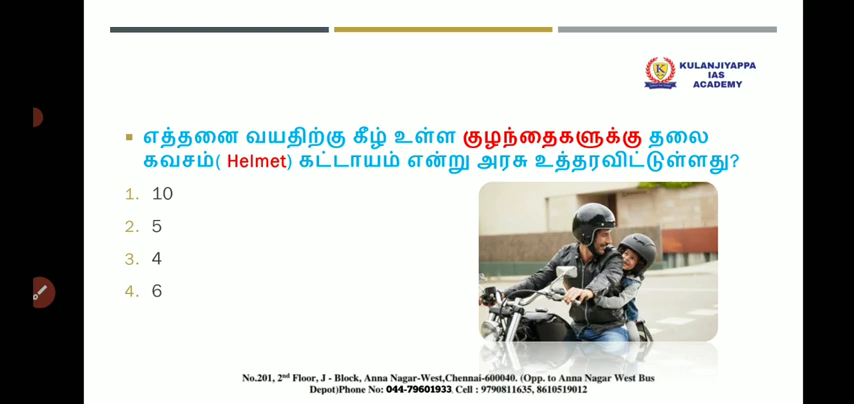 KULANJIYAPPA
IAS
ACADEMY
▪ எத்தனை வயதிற்கு கீழ் உள்ள குழந்தைகளுக்கு தலை
கவசம்( Helmet) கட்டாயம் என்று அரசு உத்தரவிட்டுள்ளது?
1. 10
2. 5
3. 4
4. 6
No.201, 2nd Floor, J - Block, Anna Nagar-West,Chennai-600040. (Opp. to Anna Nagar West Bus
Depot)Phone No: 044-79601933, Cell : 9790811635, 8610519012